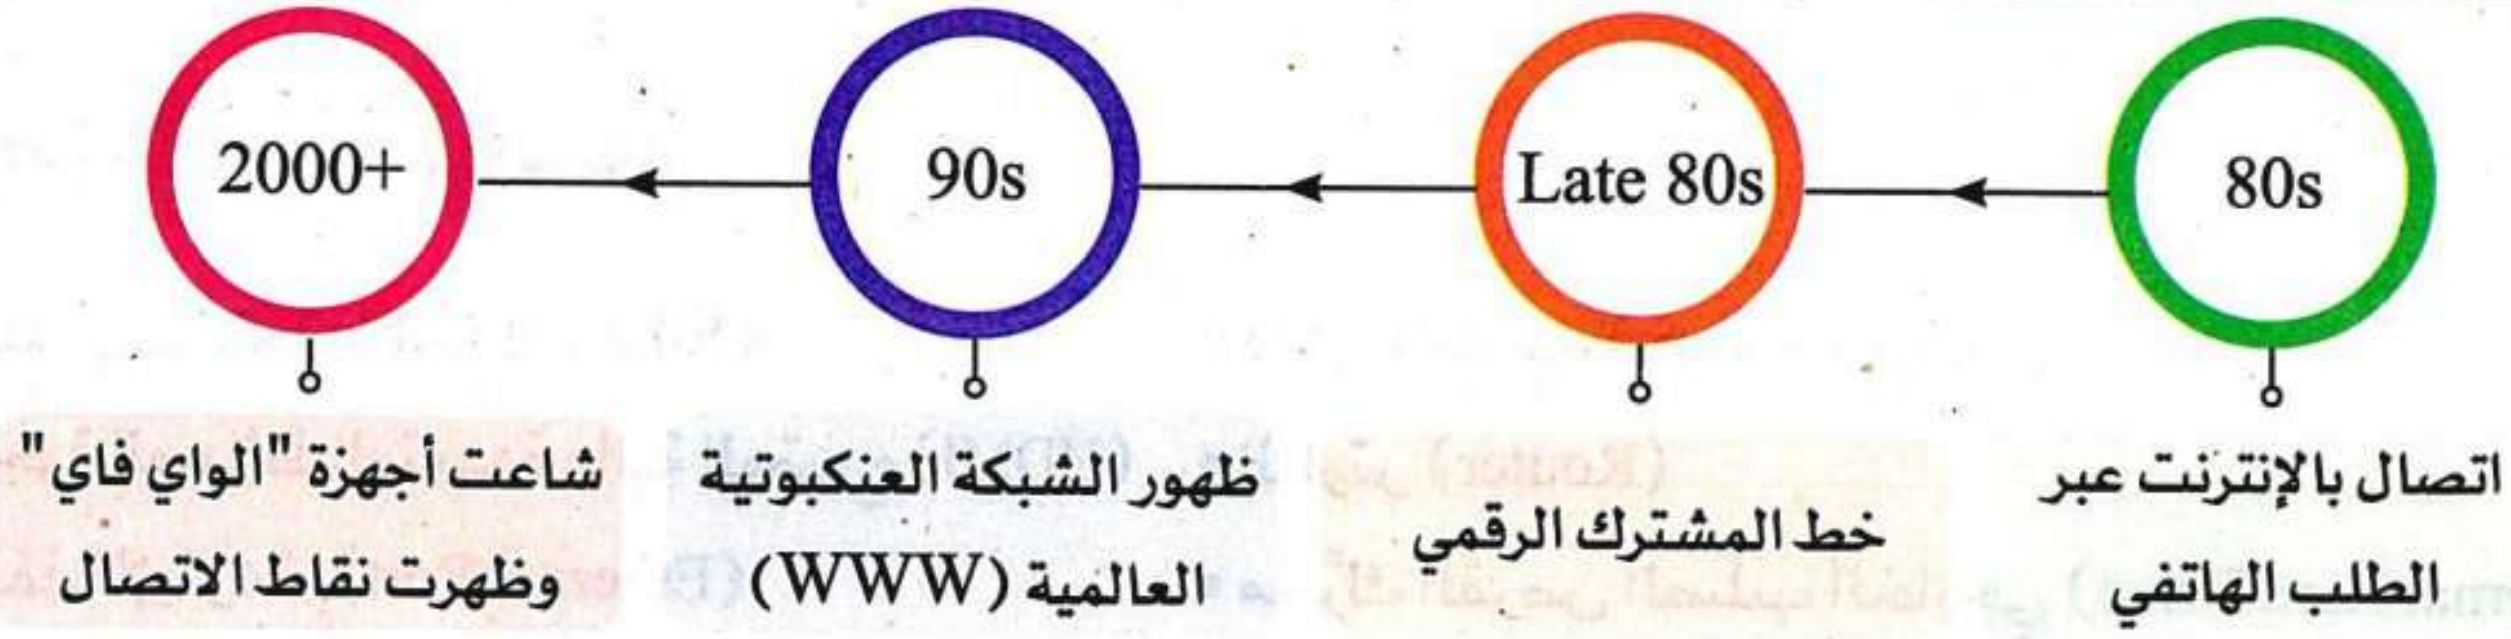 80s
اتصال بالإنترنت عبر
الطلب الهاتفي
Late 80s
خط المشترك الرقمي
90s
ظهور الشبكة العنكبوتية
العالمية (WWW)
2000+
شاعت أجهزة "الواي فاي"
وظهرت نقاط الاتصال